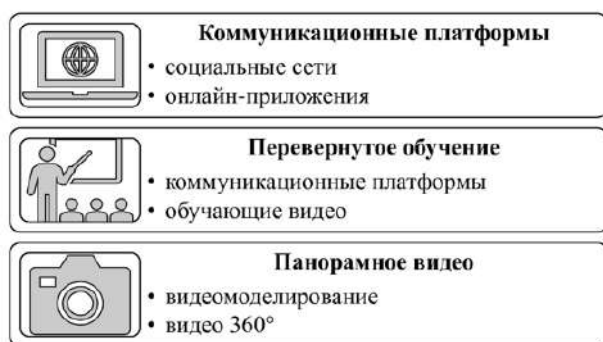 Коммуникационные платформы
• социальные сети
• онлайн-приложения
Перевернутое обучение
• коммуникационные платформы
• обучающие видео
Панорамное видео
• видеомоделирование
• видео 360°